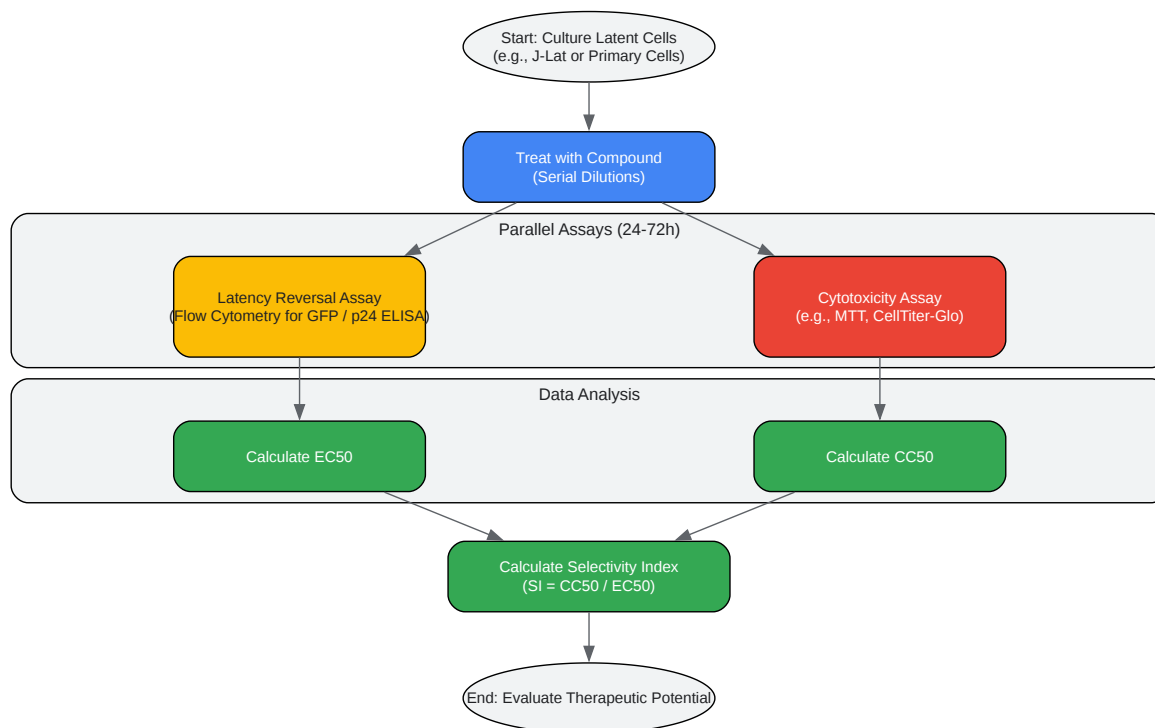 Start: Culture Latent Cells
(e.g., J-Lat or Primary Cells)
Treat with Compound
(Serial Dilutions)
Parallel Assays (24-72h)
Latency Reversal Assay
(Flow Cytometry for GFP / p24 ELISA)
Cytotoxicity Assay
(e.g., MTT, CellTiter-Glo)
Data Analysis
Calculate EC50
Calculate CC50
Calculate Selectivity Index
(SI = CC50 / EC50)
End: Evaluate Therapeutic Potential